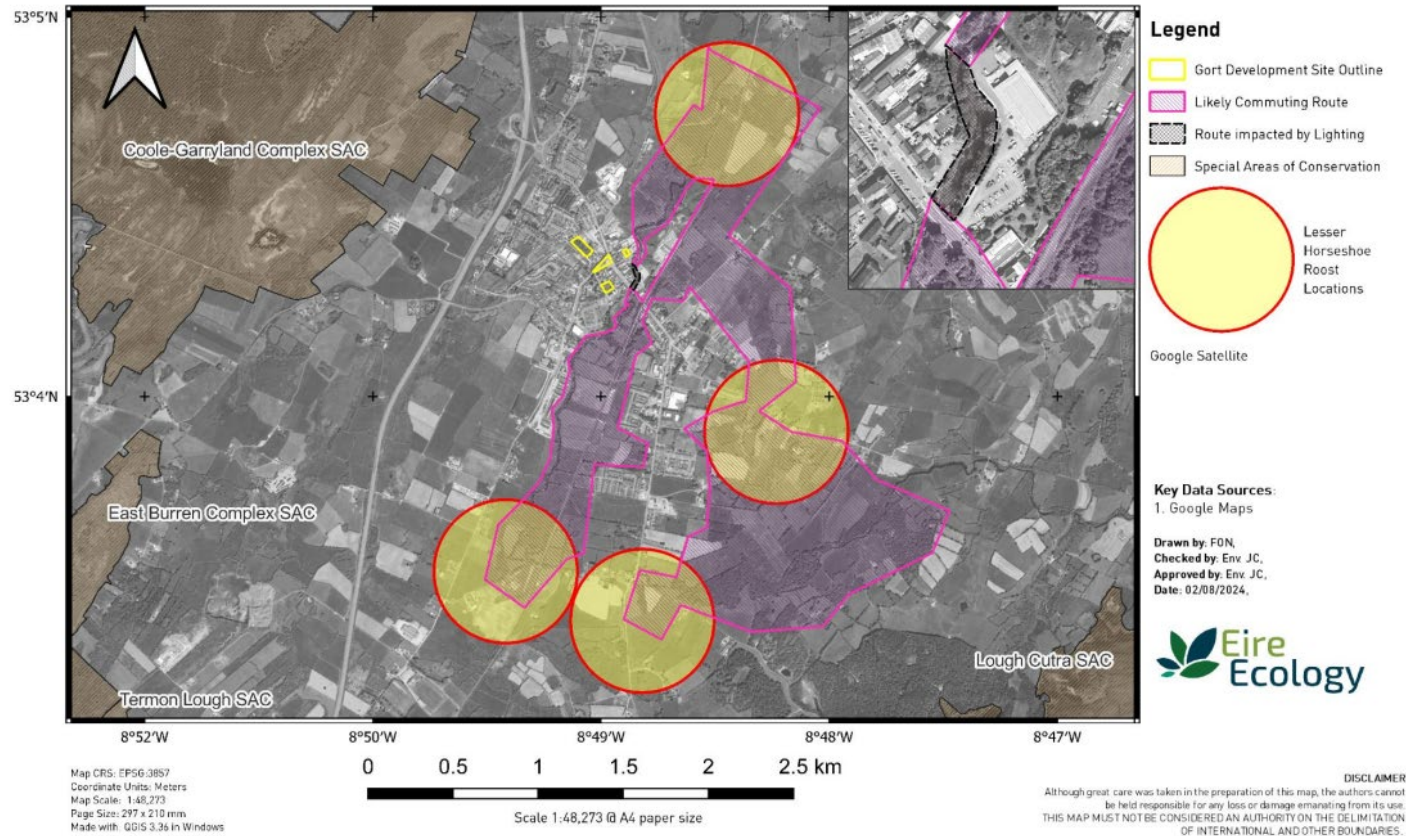 53°5'N
53°4'N
Coole-Garryland Complex SAC
East Burren Complex SAC
Termon Lough SAC
Lough Cutra SAC
8°52'W
8°50'W
8°49'W
8°48'W
8°47'W
Legend
Gort Development Site Outline
Likely Commuting Route
Route impacted by Lighting
Special Areas of Conservation
Lesser
Horseshoe
Roost
Locations
Google Satellite
Key Data Sources:
1. Google Maps
Drawn by: FON,
Checked by: Env. JC,
Approved by: Env. JC,
Date: 02/08/2024,
Eire
Ecology
Map CRS: EPSG:3857
Coordinate Units: Meters
Map Scale: 1:48,273
Page Size: 297 x 210 mm
Made with: QGIS 3.36 in Windows
0 0.5 1 1.5 2 2.5 km
Scale 1:48,273 @ A4 paper size
DISCLAIMER
Although great care was taken in the preparation of this map, the authors cannot
be held responsible for any loss or damage emanating from its use.
THIS MAP MUST NOT BE CONSIDERED AN AUTHORITY ON THE DELIMITATION
OF INTERNATIONAL AND OTHER BOUNDARIES.